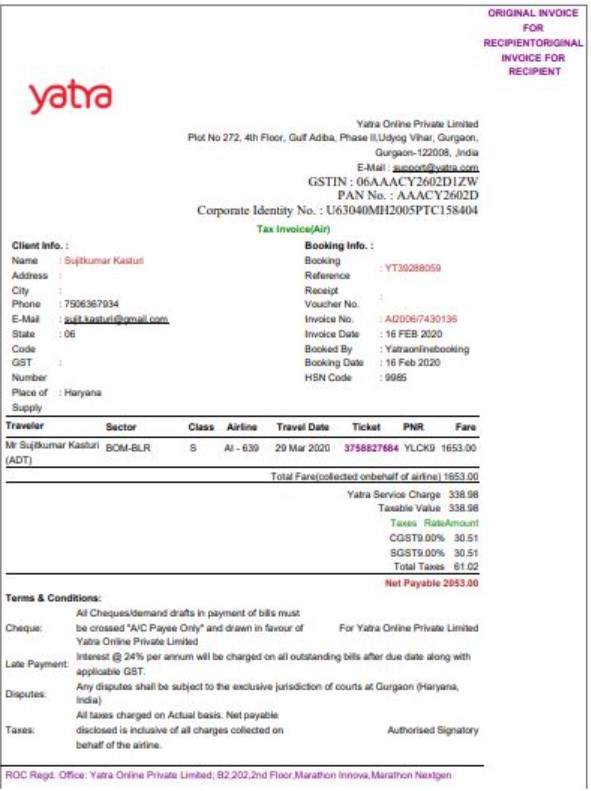 ORIGINAL INVOICE
FOR
RECIPIENTORIGINAL
INVOICE FOR
RECIPIENT
yatra
Yatra Online Private Limited
Plot No 272, 4th Floor, Gulf Adiba, Phase II,Udyog Vihar, Gurgaon,
Gurgaon-122008, ,India
E-Mail : support@yatra.com
GSTIN : 06AAACY2602D1ZW
PAN No. : AAACY2602D
Corporate Identity No. : U63040MH2005PTC158404
Tax Invoice(Air)
Client Info. :
Name : Sujitkumar Kasturi
Address :
City :
Phone : 7506367934
E-Mail : sujit.kasturi@gmail.com
State : 06
Code
GST :
Number
Place of : Haryana
Supply
Booking Info. :
Booking
Reference : YT39288059
Receipt
Voucher No. :
Invoice No. : AI2006/7430136
Invoice Date : 16 FEB 2020
Booked By : Yatraonlinebooking
Booking Date : 16 Feb 2020
HSN Code : 9985
Traveler Sector Class Airline Travel Date Ticket PNR Fare
Mr Sujitkumar Kasturi BOM-BLR S AI - 639 29 Mar 2020 3758827684 YLCK9 1653.00
(ADT)
Total Fare(collected onbehalf of airline) 1653.00
Yatra Service Charge 338.98
Taxable Value 338.98
Taxes RateAmount
CGST9.00% 30.51
SGST9.00% 30.51
Total Taxes 61.02
Net Payable 2053.00
Terms & Conditions:
Cheque: All Cheques/demand drafts in payment of bills must
be crossed "A/C Payee Only" and drawn in favour of
Yatra Online Private Limited
For Yatra Online Private Limited
Late Payment: Interest @ 24% per annum will be charged on all outstanding bills after due date along with
applicable GST.
Disputes: Any disputes shall be subject to the exclusive jurisdiction of courts at Gurgaon (Haryana,
India)
Taxes: All taxes charged on Actual basis. Net payable
disclosed is inclusive of all charges collected on
behalf of the airline.
Authorised Signatory
ROC Regd. Office: Yatra Online Private Limited; B2,202,2nd Floor,Marathon Innova,Marathon Nextgen